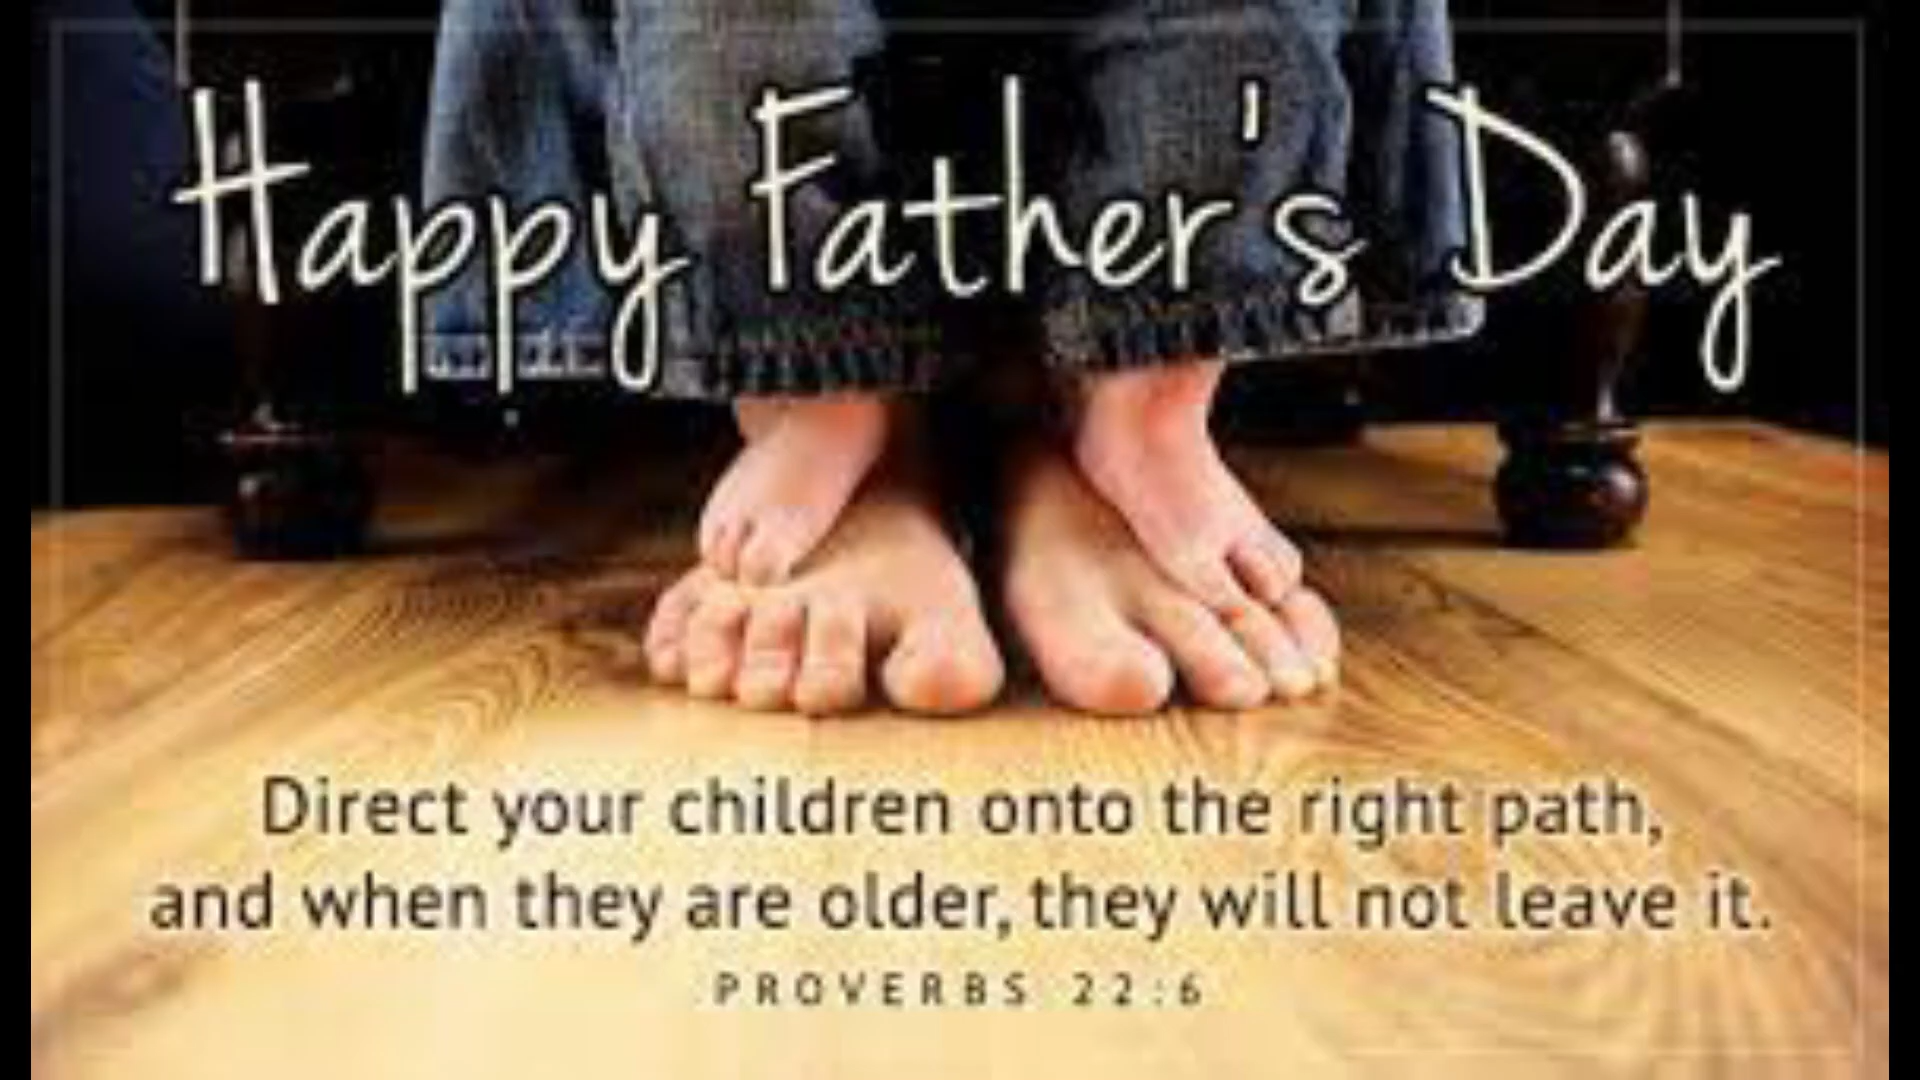 Happy Father's Day
Direct your children onto the right path,
and when they are older, they will not leave it.
PROVERBS 22:6